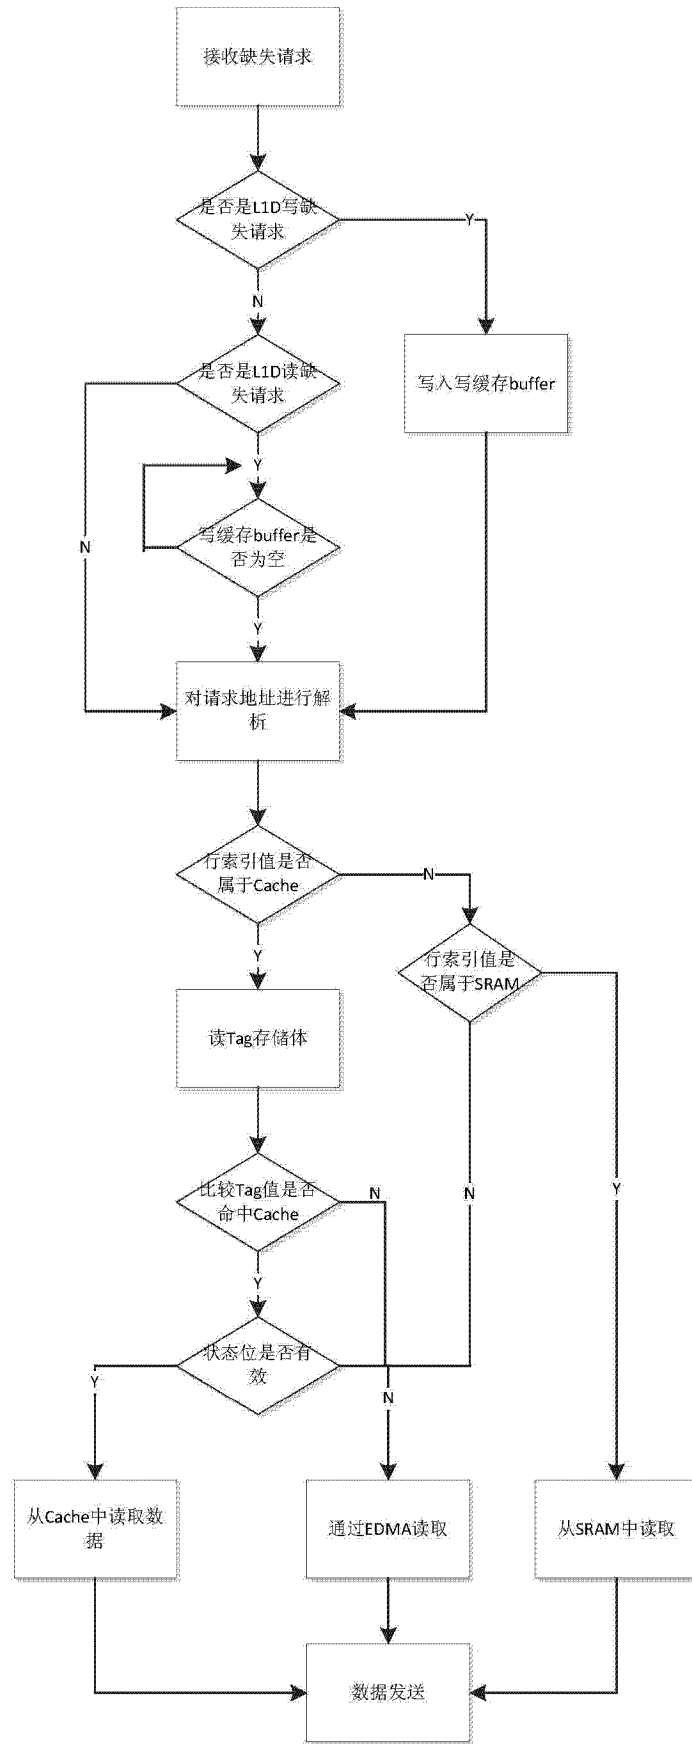 接收缺失请求
是否是L1D写缺
失请求
Y
N
是否是L1D读缺
失请求
写入写缓存buffer
Y
N
写缓存buffer是
否为空
Y
对请求地址进行解
析
行索引值是否
属于Cache
N
Y
行索引值是
否属于SRAM
读Tag存储体
比较Tag值是否
命中Cache
N
N
Y
Y
状态位是否有
效
Y
N
从Cache中读取数
据
通过EDMA读取
从SRAM中读取
数据发送